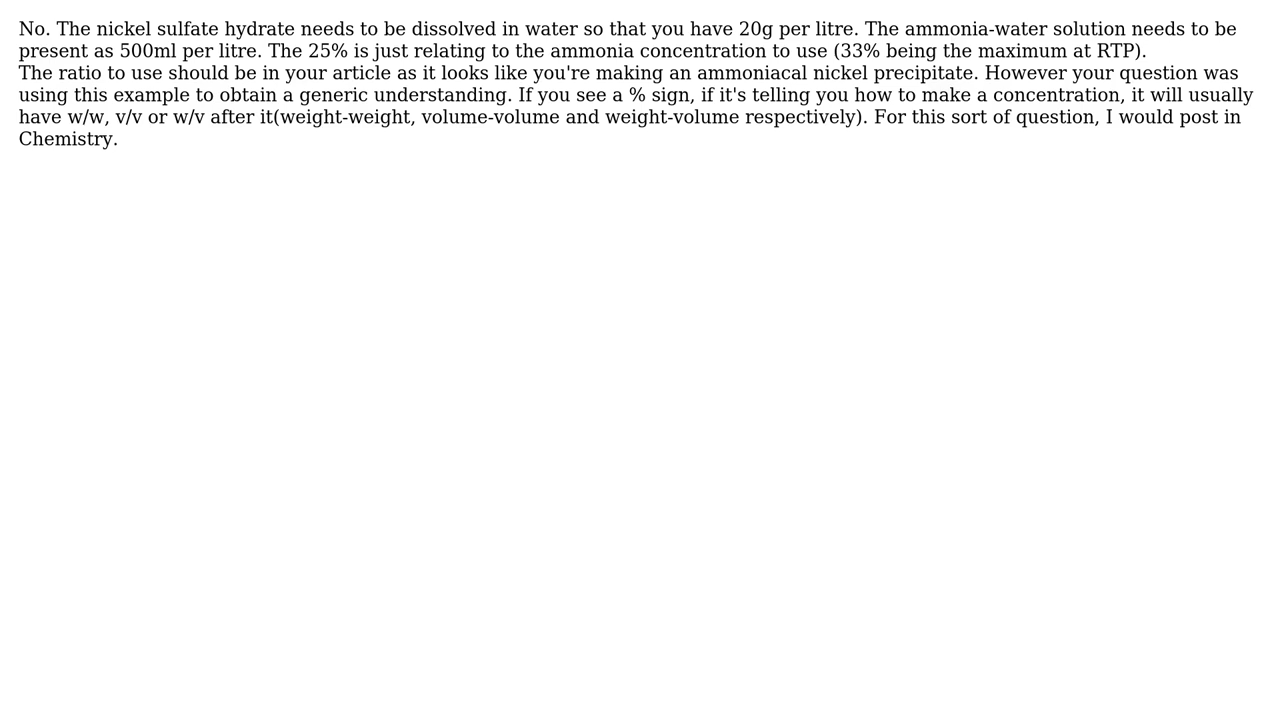 No. The nickel sulfate hydrate needs to be dissolved in water so that you have 20g per litre. The ammonia-water solution needs to be
present as 500ml per litre. The 25% is just relating to the ammonia concentration to use (33% being the maximum at RTP).
The ratio to use should be in your article as it looks like you're making an ammoniacal nickel precipitate. However your question was
using this example to obtain a generic understanding. If you see a % sign, if it's telling you how to make a concentration, it will usually
have w/w, v/v or w/v after it(weight-weight, volume-volume and weight-volume respectively). For this sort of question, I would post in
Chemistry.